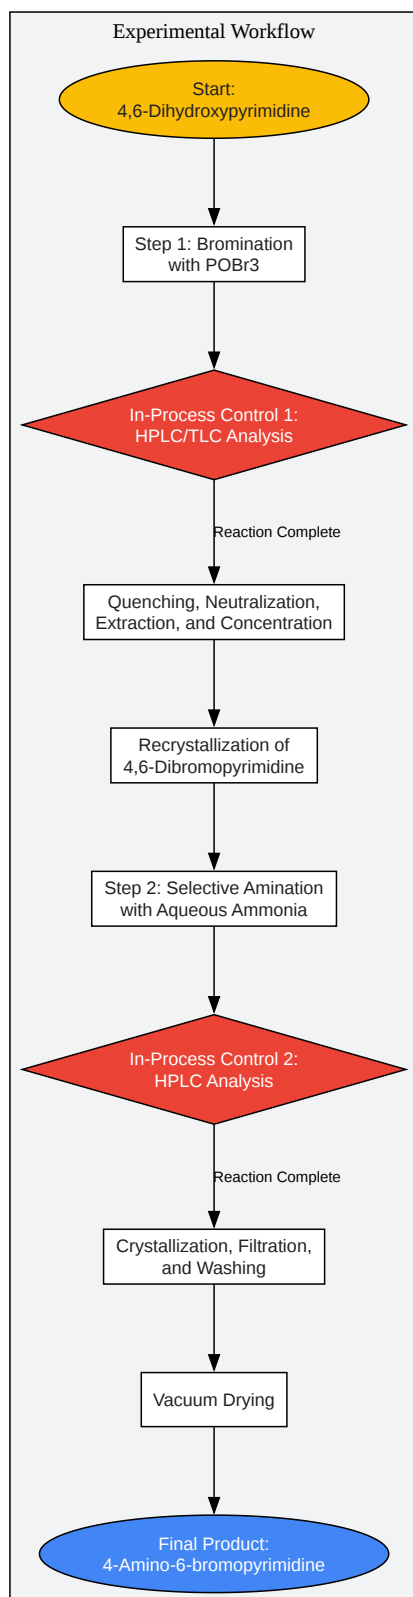 Experimental Workflow
Start:
4,6-Dihydroxypyrimidine
Step 1: Bromination
with POBr3
In-Process Control 1:
HPLC/TLC Analysis
Reaction Complete
Quenching, Neutralization,
Extraction, and Concentration
Recrystallization of
4,6-Dibromopyrimidine
Step 2: Selective Amination
with Aqueous Ammonia
In-Process Control 2:
HPLC Analysis
Reaction Complete
Crystallization, Filtration,
and Washing
Vacuum Drying
Final Product:
4-Amino-6-bromopyrimidine